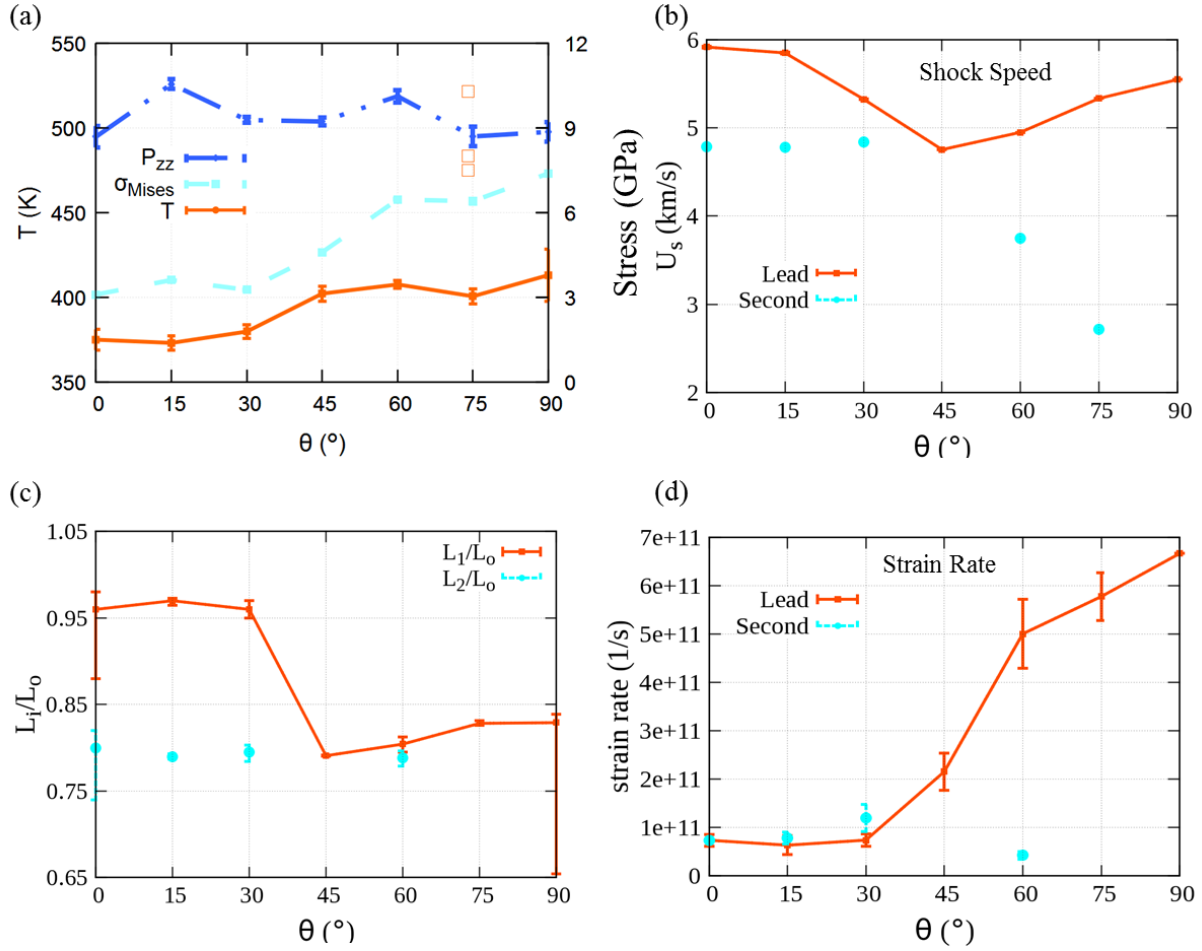 (a)
550
500
450
400
350
T (K)
P_zz
σ_Mises
T
12
9
6
3
0
Stress (GPa)
0 15 30 45 60 75 90
θ (°)
(b)
6
5
4
3
2
U_s (km/s)
Shock Speed
Lead
Second
0 15 30 45 60 75 90
θ (°)
(c)
1.05
0.95
0.85
0.75
0.65
L_i/L_o
L_1/L_o
L_2/L_o
0 15 30 45 60 75 90
θ (°)
(d)
7e+11
6e+11
5e+11
4e+11
3e+11
2e+11
1e+11
0
strain rate (1/s)
Strain Rate
Lead
Second
0 15 30 45 60 75 90
θ (°)